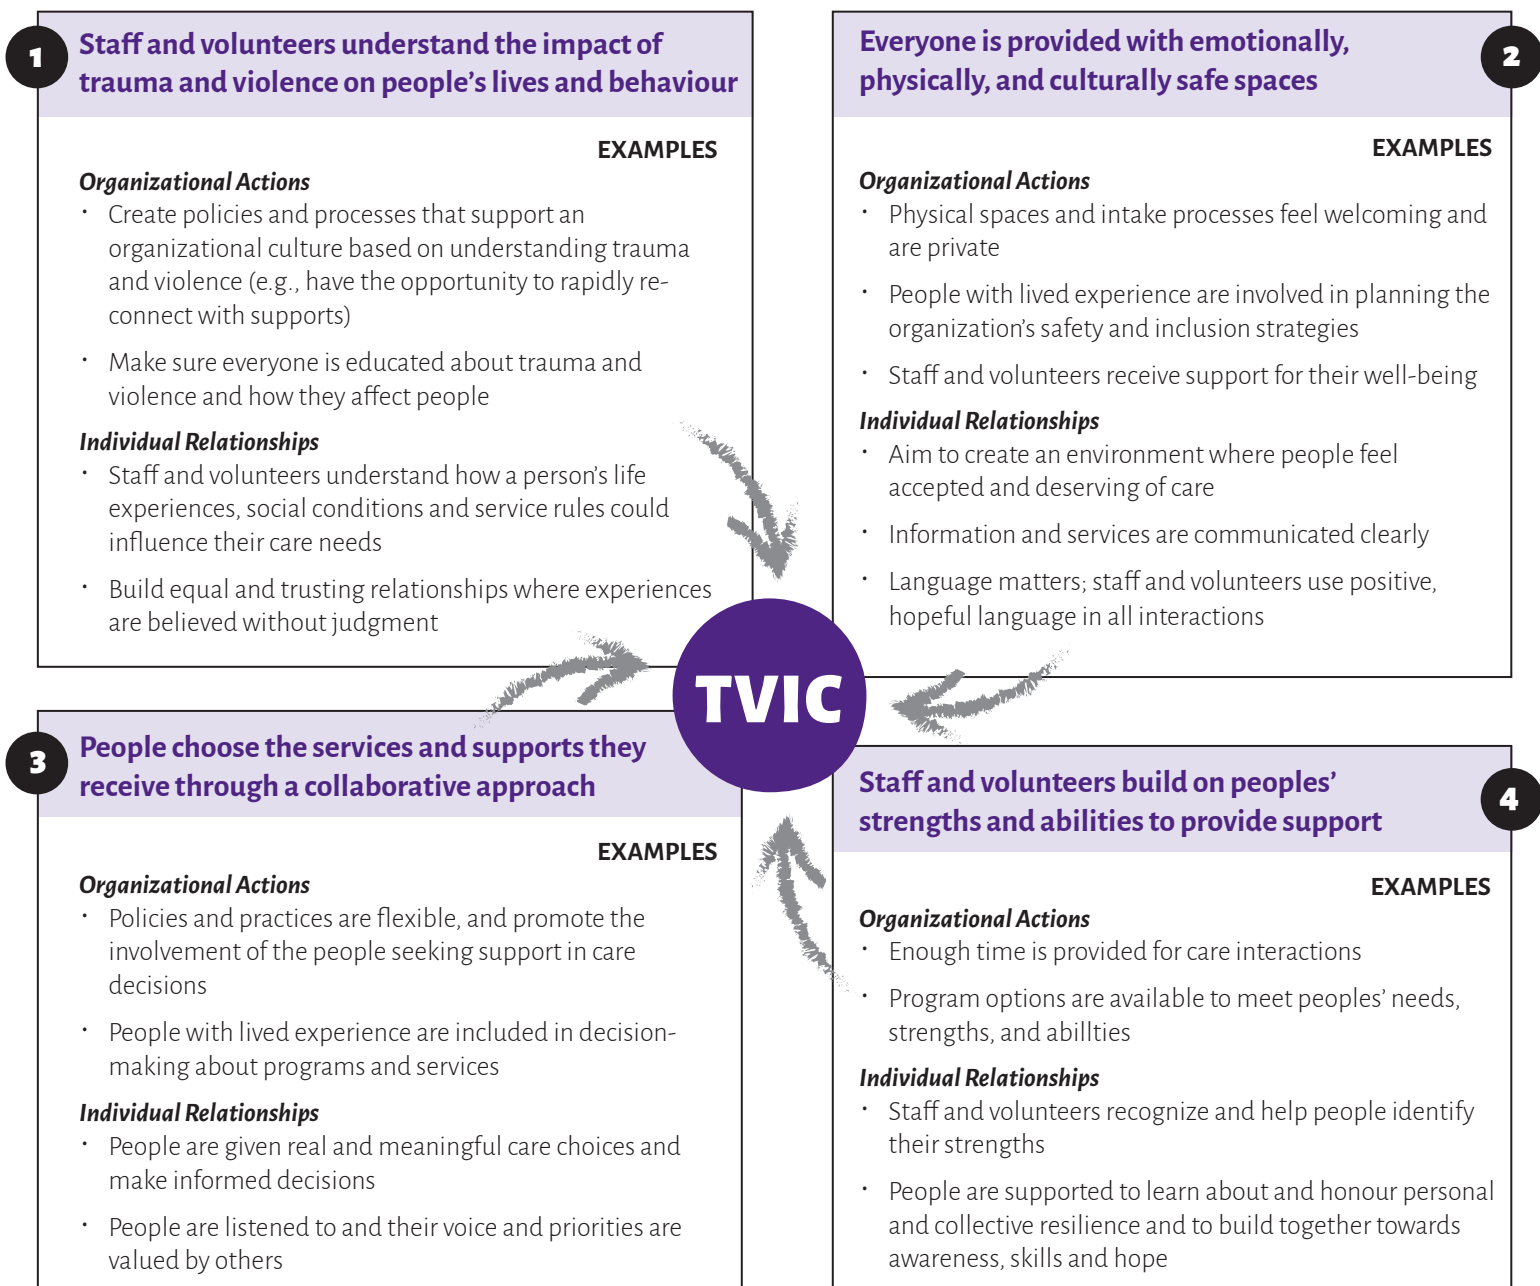 1
Staff and volunteers understand the impact of
trauma and violence on people’s lives and behaviour
EXAMPLES
Organizational Actions
• Create policies and processes that support an
organizational culture based on understanding trauma
and violence (e.g., have the opportunity to rapidly re-
connect with supports)
• Make sure everyone is educated about trauma and
violence and how they affect people
Individual Relationships
• Staff and volunteers understand how a person’s life
experiences, social conditions and service rules could
influence their care needs
• Build equal and trusting relationships where experiences
are believed without judgment
Everyone is provided with emotionally,
physically, and culturally safe spaces
2
EXAMPLES
Organizational Actions
• Physical spaces and intake processes feel welcoming and
are private
• People with lived experience are involved in planning the
organization’s safety and inclusion strategies
• Staff and volunteers receive support for their well-being
Individual Relationships
• Aim to create an environment where people feel
accepted and deserving of care
• Information and services are communicated clearly
• Language matters; staff and volunteers use positive,
hopeful language in all interactions
TVIC
3
People choose the services and supports they
receive through a collaborative approach
EXAMPLES
Organizational Actions
• Policies and practices are flexible, and promote the
involvement of the people seeking support in care
decisions
• People with lived experience are included in decision-
making about programs and services
Individual Relationships
• People are given real and meaningful care choices and
make informed decisions
• People are listened to and their voice and priorities are
valued by others
Staff and volunteers build on peoples’
strengths and abilities to provide support
4
EXAMPLES
Organizational Actions
• Enough time is provided for care interactions
• Program options are available to meet peoples’ needs,
strengths, and abillties
Individual Relationships
• Staff and volunteers recognize and help people identify
their strengths
• People are supported to learn about and honour personal
and collective resilience and to build together towards
awareness, skills and hope